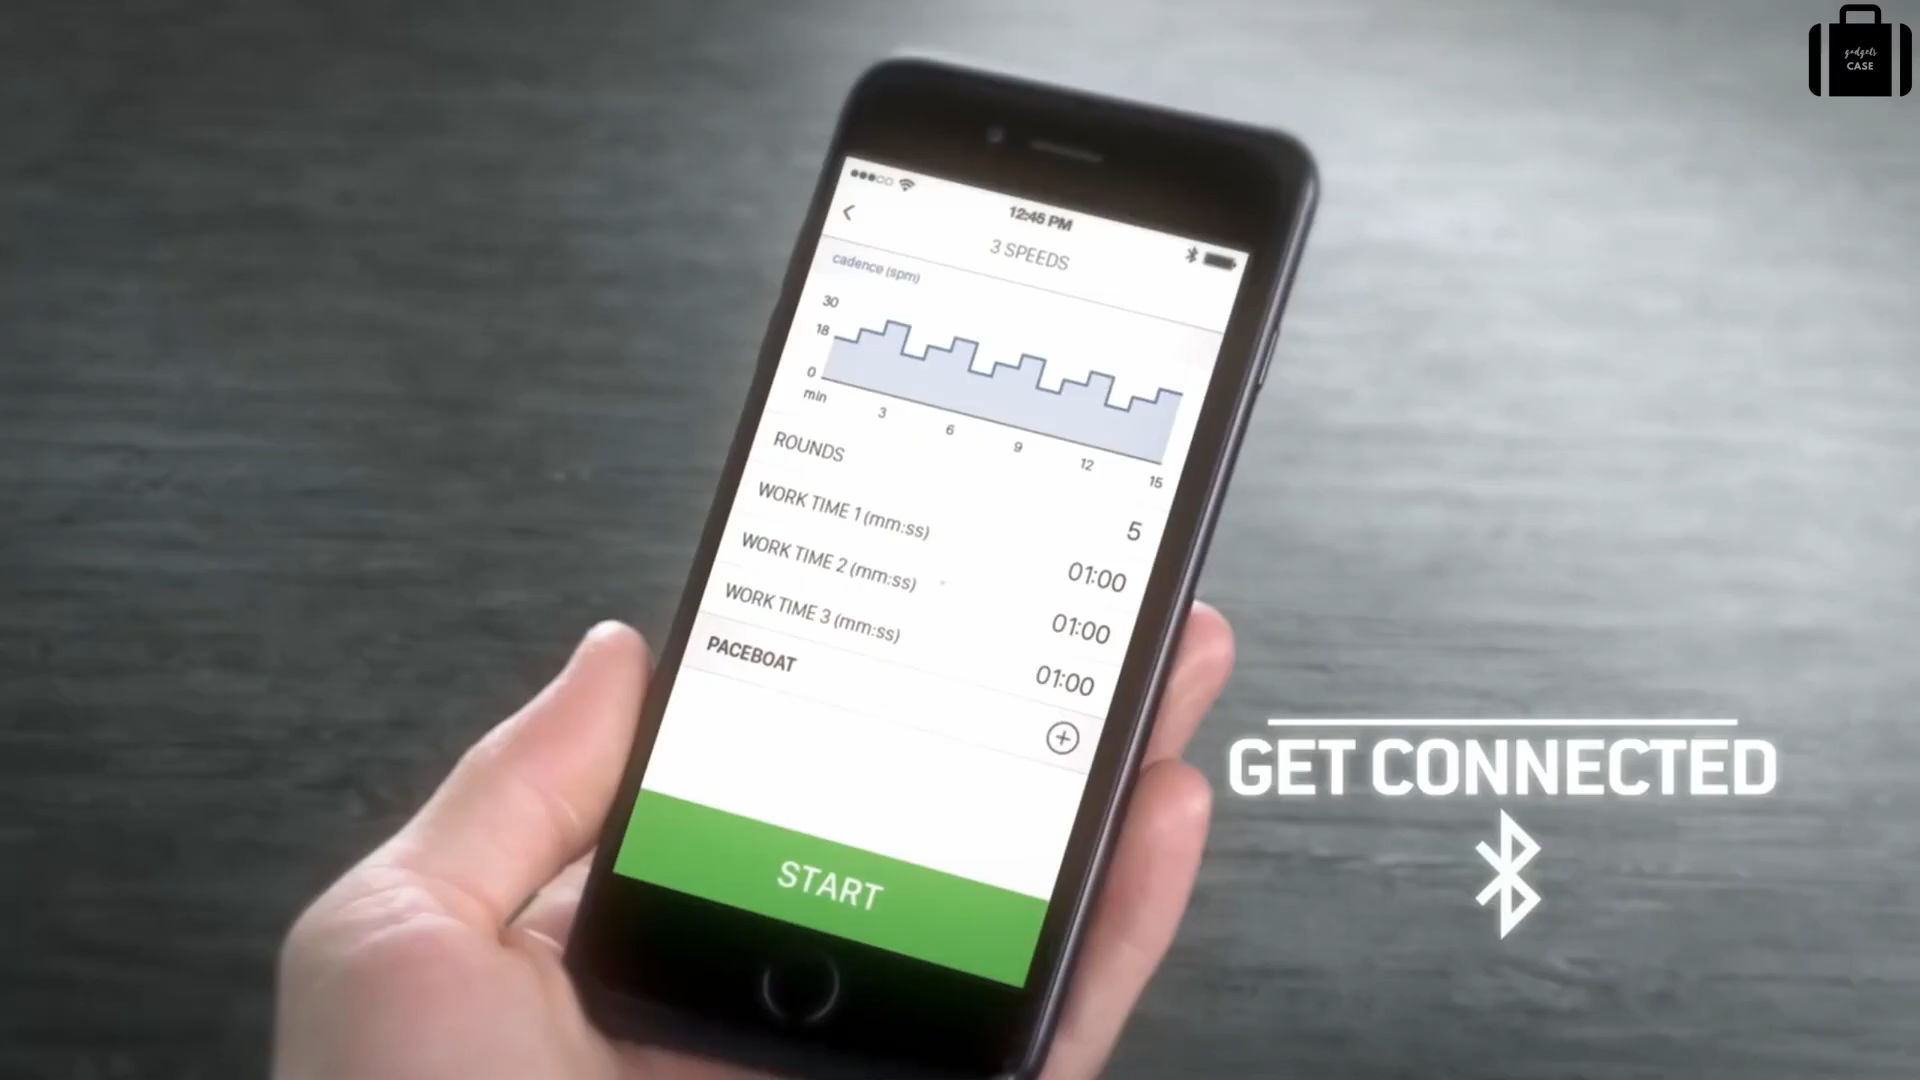 gadgets
CASE
12:45 PM
3 SPEEDS
cadence (spm)
30
18
0
min
3
6
9
12
15
ROUNDS
5
WORK TIME 1 (mm:ss)
01:00
WORK TIME 2 (mm:ss)
01:00
WORK TIME 3 (mm:ss)
01:00
PACEBOAT
START
GET CONNECTED